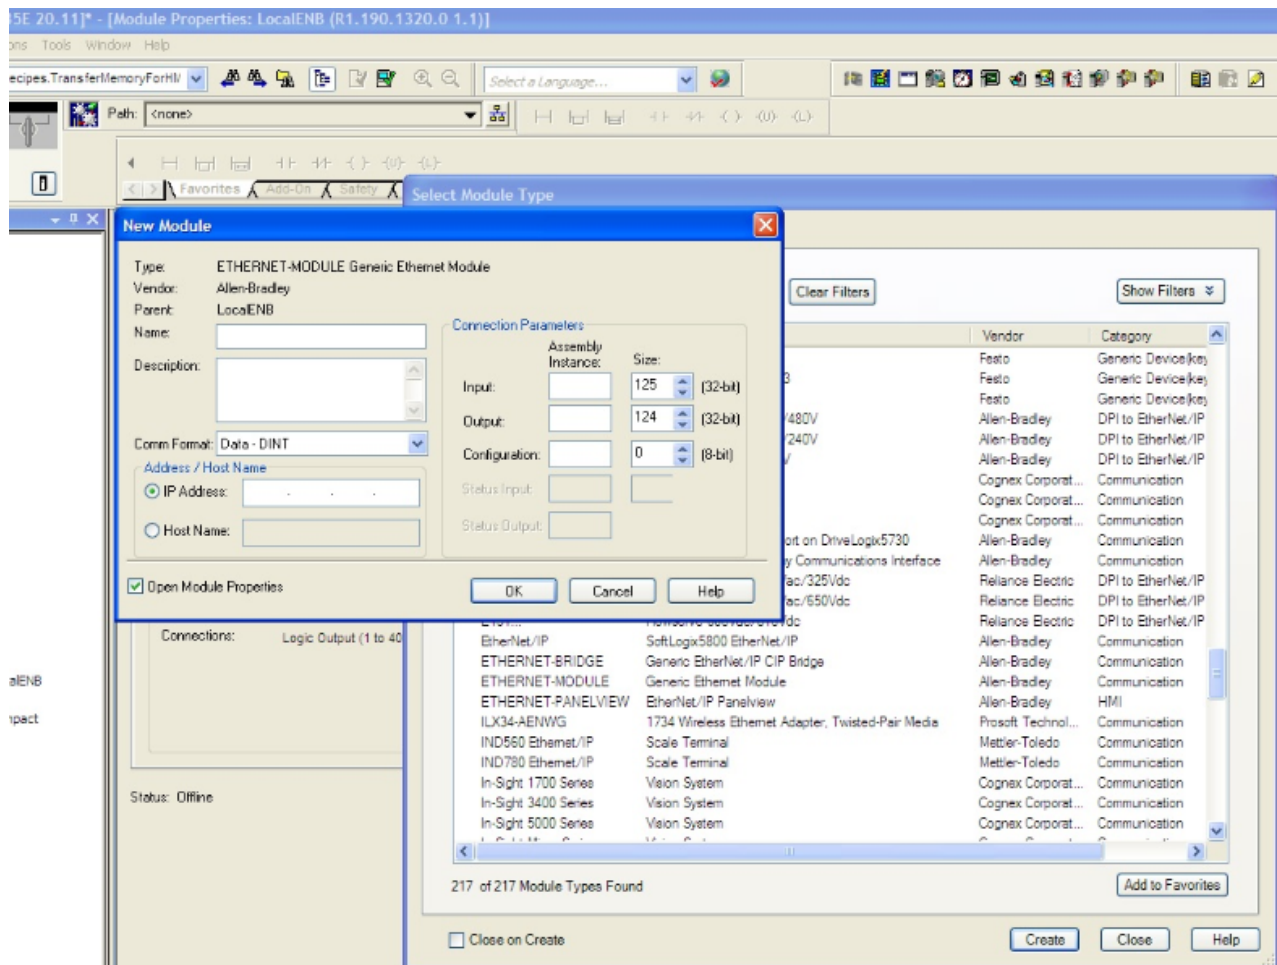 35E 20.11]* - [Module Properties: LocalENB (R1.190.1320.0 1.1)]
ons Tools Window Help
ecipes.TransferMemoryForHM Select a Language...
Path: <none>
Favorites Add-On Safety
Select Module Type
New Module
Type: ETHERNET-MODULE Generic Ethernet Module
Vendor: Allen-Bradley
Parent: LocalENB
Name:
Description:
Comm Format: Data - DINT
Address / Host Name
IP Address: . . .
Host Name:
Connection Parameters
Assembly
Instance: Size:
Input: 125 (32-bit)
Output: 124 (32-bit)
Configuration: 0 (8-bit)
Status Input:
Status Output:
Open Module Properties OK Cancel Help
Clear Filters Show Filters
Vendor Category
Festo Generic Device(key
3 Festo Generic Device(key
Festo Generic Device(key
/480V Allen-Bradley DPI to EtherNet/IP
/240V Allen-Bradley DPI to EtherNet/IP
Allen-Bradley DPI to EtherNet/IP
Cognex Corporat... Communication
Cognex Corporat... Communication
Cognex Corporat... Communication
ort on DriveLogix5730 Allen-Bradley Communication
y Communications Interface Allen-Bradley Communication
/ac/325Vdc Reliance Electric DPI to EtherNet/IP
/ac/650Vdc Reliance Electric DPI to EtherNet/IP
Reliance Electric DPI to EtherNet/IP
EtherNet/IP SoftLogix5800 EtherNet/IP Allen-Bradley Communication
ETHERNET-BRIDGE Generic EtherNet/IP CIP Bridge Allen-Bradley Communication
ETHERNET-MODULE Generic Ethernet Module Allen-Bradley Communication
ETHERNET-PANELVIEW EtherNet/IP Panelview Allen-Bradley HMI
ILX34-AENWG 1734 Wireless Ethernet Adapter, Twisted-Pair Media Prosoft Technol... Communication
IND560 Ethernet/IP Scale Terminal Mettler-Toledo Communication
IND780 Ethernet/IP Scale Terminal Mettler-Toledo Communication
In-Sight 1700 Series Vision System Cognex Corporat... Communication
In-Sight 3400 Series Vision System Cognex Corporat... Communication
In-Sight 5000 Series Vision System Cognex Corporat... Communication
217 of 217 Module Types Found Add to Favorites
Close on Create Create Close Help
Connections: Logic Output (1 to 40
Status: Offline
alENB
mpact